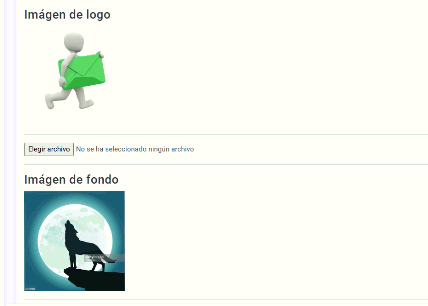 Imágen de logo
Elegir archivo No se ha seleccionado ningún archivo
Imágen de fondo